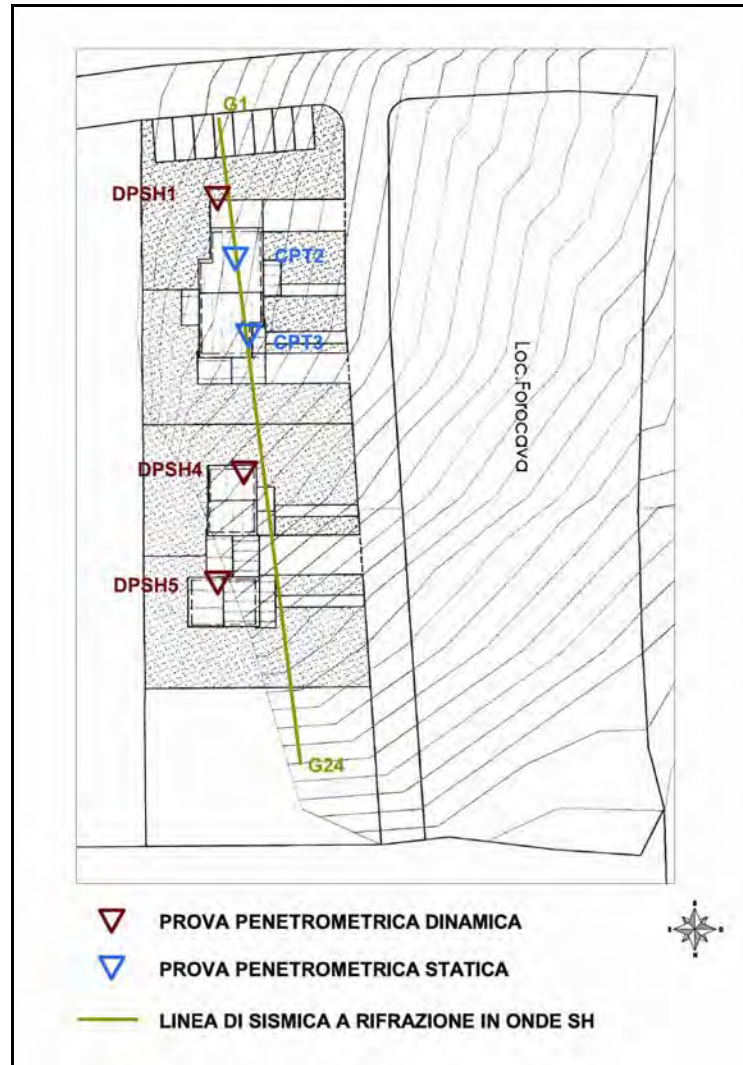 G1
DPSH1
CPT2
CPT3
Loc.Forocava
DPSH4
DPSH5
G24
PROVA PENETROMETRICA DINAMICA
PROVA PENETROMETRICA STATICA
LINEA DI SISMICA A RIFRAZIONE IN ONDE SH